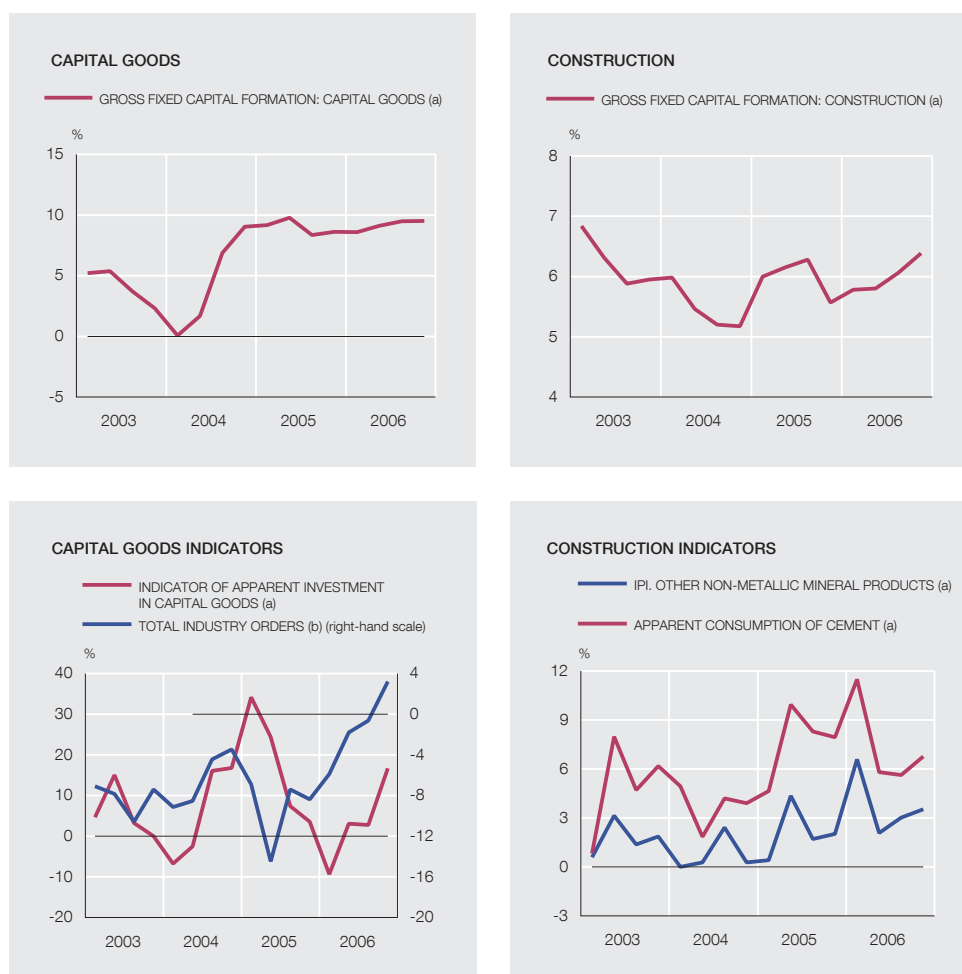 CAPITAL GOODS
GROSS FIXED CAPITAL FORMATION: CAPITAL GOODS (a)
%
15
10
5
0
-5
2003 2004 2005 2006
CONSTRUCTION
GROSS FIXED CAPITAL FORMATION: CONSTRUCTION (a)
%
8
7
6
5
4
2003 2004 2005 2006
CAPITAL GOODS INDICATORS
INDICATOR OF APPARENT INVESTMENT
IN CAPITAL GOODS (a)
TOTAL INDUSTRY ORDERS (b) (right-hand scale)
%
40 4
30 0
20 -4
10 -8
0 -12
-10 -16
-20 -20
2003 2004 2005 2006
CONSTRUCTION INDICATORS
IPI. OTHER NON-METALLIC MINERAL PRODUCTS (a)
APPARENT CONSUMPTION OF CEMENT (a)
%
12
9
6
3
0
-3
2003 2004 2005 2006